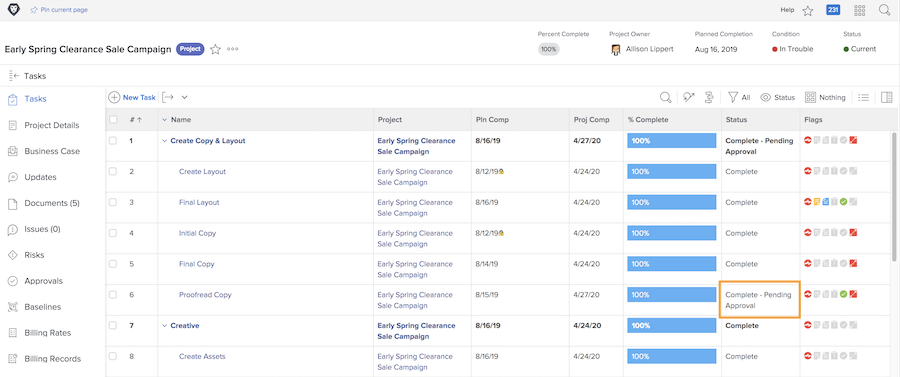 Pin current page
Help
231
Early Spring Clearance Sale Campaign Project
Percent Complete
100%
Project Owner
Allison Lippert
Planned Completion
Aug 16, 2019
Condition
In Trouble
Status
Current
Tasks
Tasks
Project Details
Business Case
Updates
Documents (5)
Issues (0)
Risks
Approvals
Baselines
Billing Rates
Billing Records
New Task
All
Status
Nothing
# Name Project Pln Comp Proj Comp % Complete Status Flags
1 Create Copy & Layout Early Spring Clearance 8/16/19 4/27/20 100% Complete - Pending
Sale Campaign Approval
2 Create Layout Early Spring Clearance 8/12/19 4/24/20 100% Complete
Sale Campaign
3 Final Layout Early Spring Clearance 8/16/19 4/24/20 100% Complete
Sale Campaign
4 Initial Copy Early Spring Clearance 8/12/19 4/24/20 100% Complete
Sale Campaign
5 Final Copy Early Spring Clearance 8/14/19 4/24/20 100% Complete
Sale Campaign
6 Proofread Copy Early Spring Clearance 8/15/19 4/27/20 100% Complete - Pending
Sale Campaign Approval
7 Creative Early Spring Clearance 8/16/19 4/24/20 100% Complete
Sale Campaign
8 Create Assets Early Spring Clearance 8/16/19 4/24/20 100% Complete
Sale Campaign